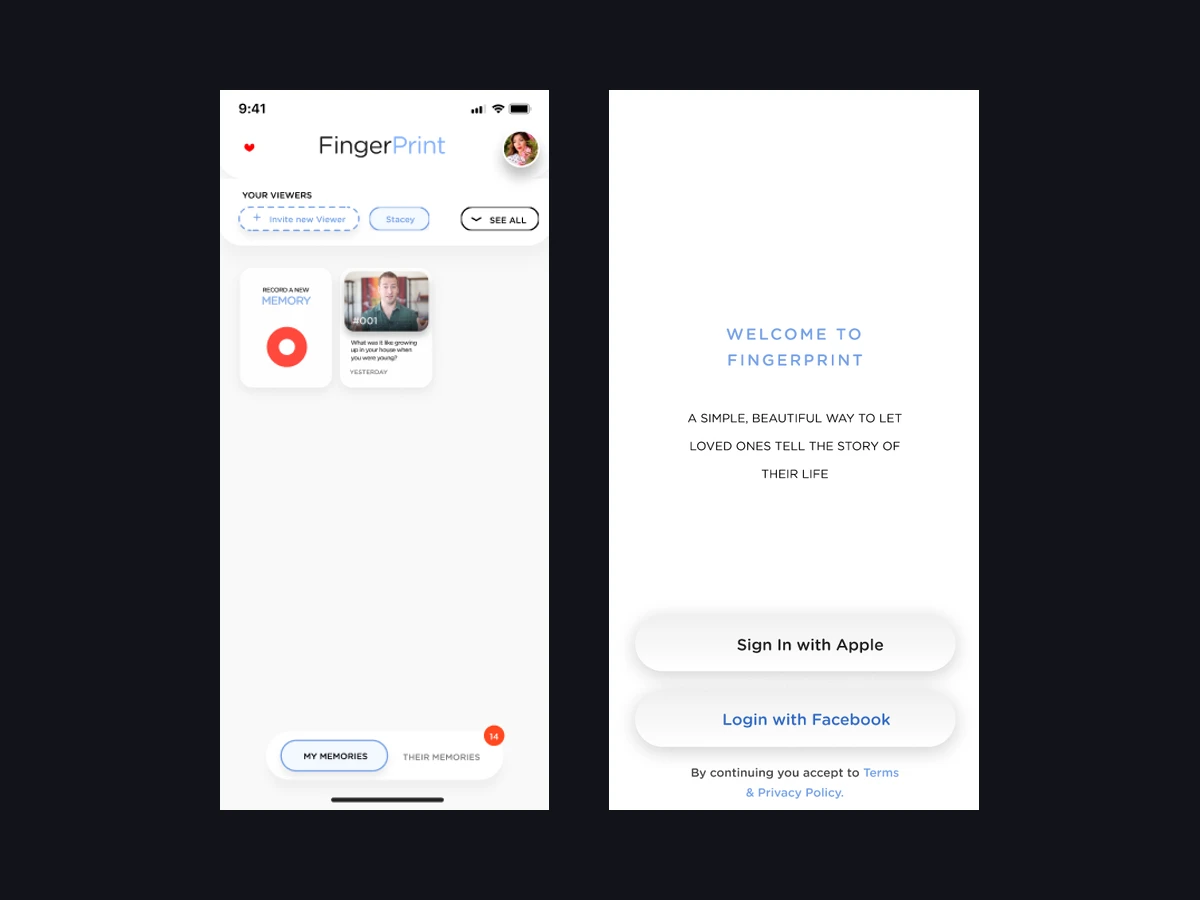 9:41
FingerPrint
YOUR VIEWERS
+ Invite new Viewer
Stacey
SEE ALL
RECORD A NEW
MEMORY
#001
What was it like growing
up in your house when
you were young?
YESTERDAY
14
MY MEMORIES
THEIR MEMORIES
WELCOME TO
FINGERPRINT
A SIMPLE, BEAUTIFUL WAY TO LET
LOVED ONES TELL THE STORY OF
THEIR LIFE
Sign In with Apple
Login with Facebook
By continuing you accept to Terms
& Privacy Policy.